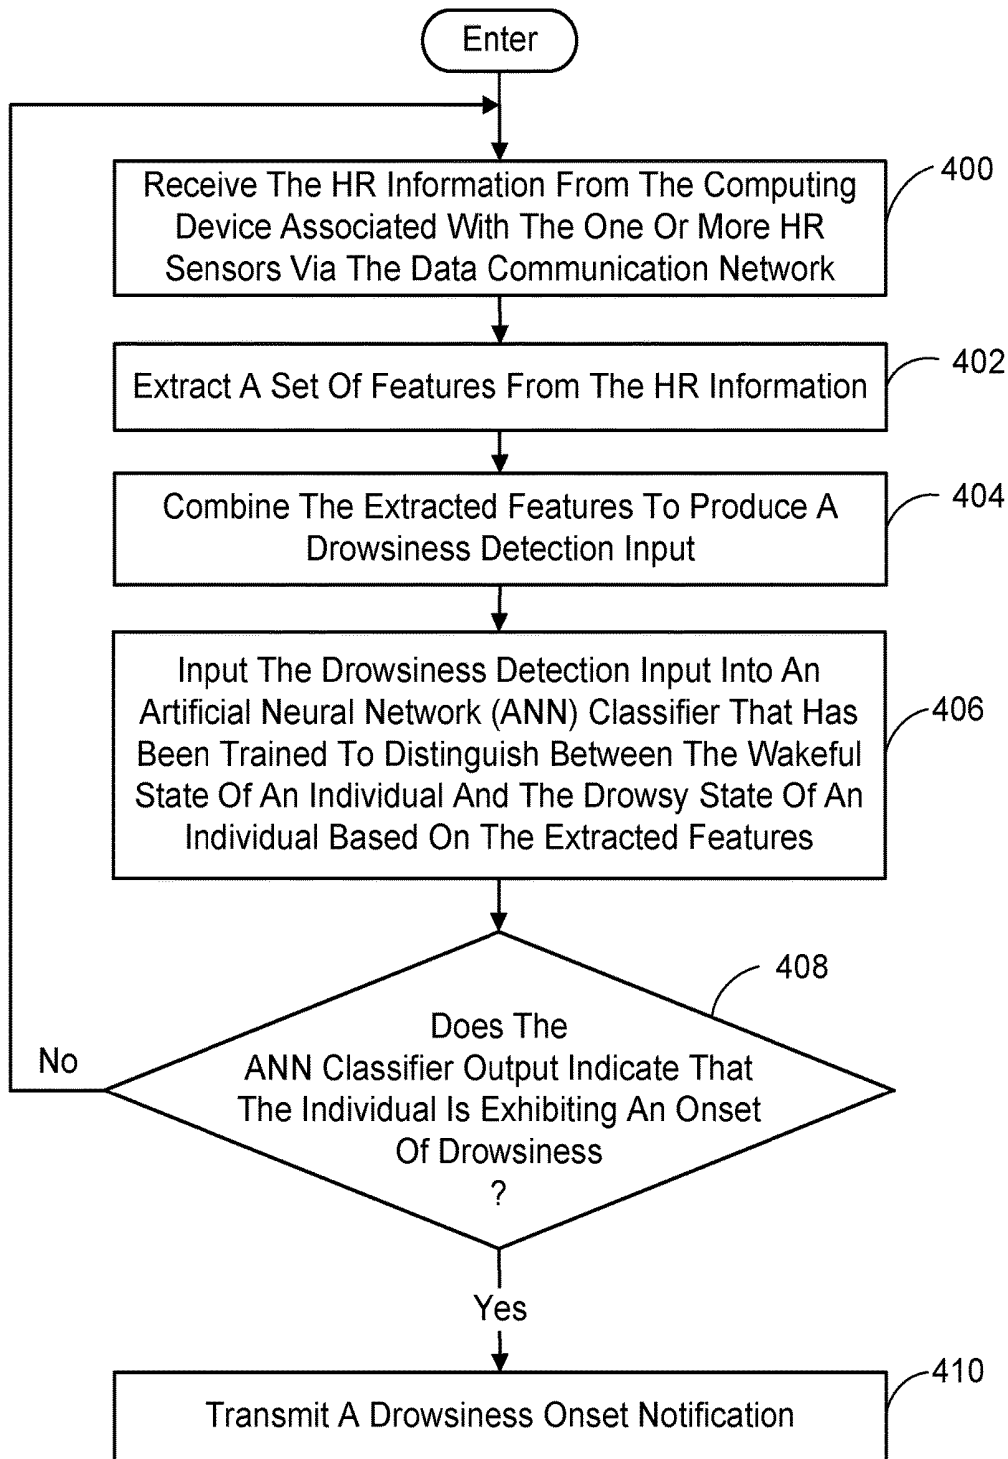 Enter
Receive The HR Information From The Computing
Device Associated With The One Or More HR
Sensors Via The Data Communication Network
400
Extract A Set Of Features From The HR Information
402
Combine The Extracted Features To Produce A
Drowsiness Detection Input
404
Input The Drowsiness Detection Input Into An
Artificial Neural Network (ANN) Classifier That Has
Been Trained To Distinguish Between The Wakeful
State Of An Individual And The Drowsy State Of An
Individual Based On The Extracted Features
406
408
Does The
ANN Classifier Output Indicate That
The Individual Is Exhibiting An Onset
Of Drowsiness
?
No
Yes
Transmit A Drowsiness Onset Notification
410